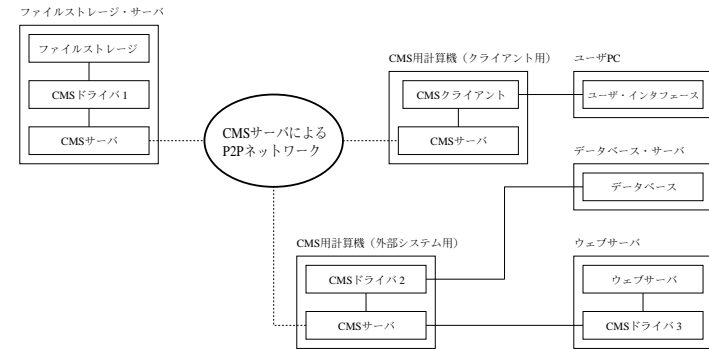 ファイルストレージ・サーバ
ファイルストレージ
CMSドライバ 1
CMSサーバ
CMSサーバによる
P2Pネットワーク
CMS用計算機（クライアント用）
CMSクライアント
CMSサーバ
ユーザPC
ユーザ・インタフェース
データベース・サーバ
データベース
CMS用計算機（外部システム用）
CMSドライバ 2
CMSサーバ
ウェブサーバ
ウェブサーバ
CMSドライバ 3